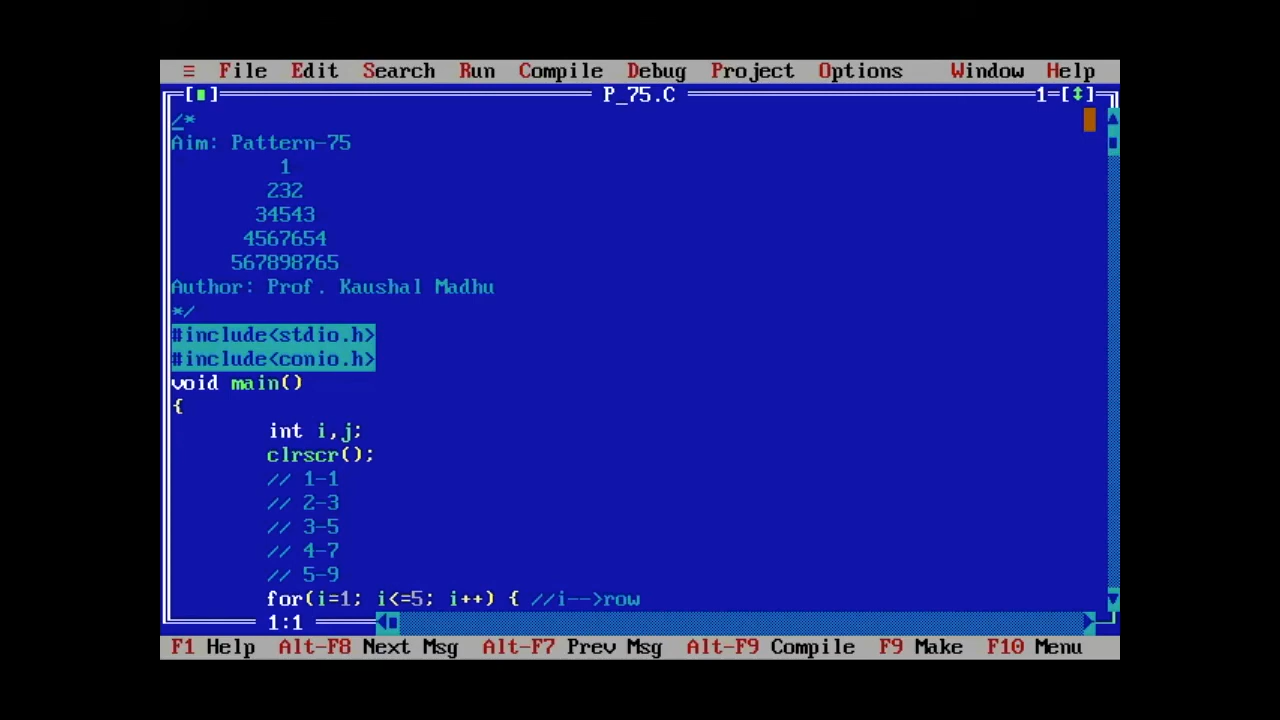 ≡ File Edit Search Run Compile Debug Project Options Window Help
[■] P_75.C 1=[↕]
/*
Aim: Pattern-75
1
232
34543
4567654
567898765
Author: Prof. Kaushal Madhu
*/
#include<stdio.h>
#include<conio.h>
void main()
{
int i,j;
clrscr();
// 1-1
// 2-3
// 3-5
// 4-7
// 5-9
for(i=1; i<=5; i++) { //i-->row
1:1
F1 Help Alt-F8 Next Msg Alt-F7 Prev Msg Alt-F9 Compile F9 Make F10 Menu